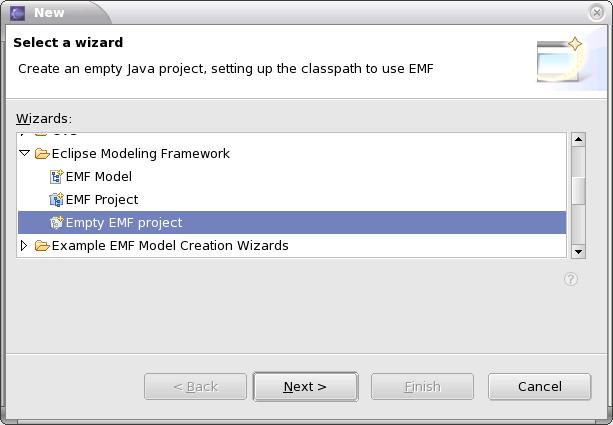 New
Select a wizard
Create an empty Java project, setting up the classpath to use EMF
Wizards:
Eclipse Modeling Framework
EMF Model
EMF Project
Empty EMF project
Example EMF Model Creation Wizards
?
< Back
Next >
Finish
Cancel